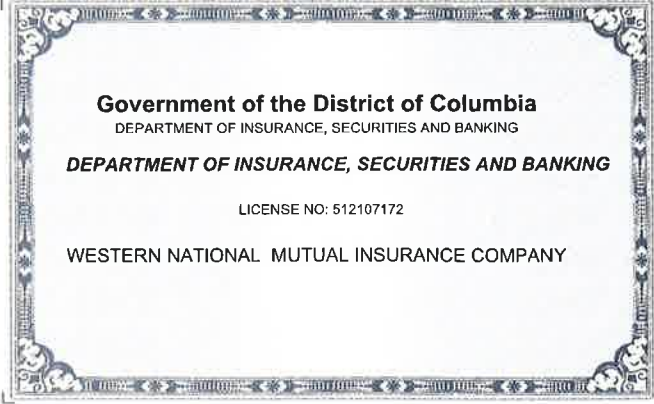 Government of the District of Columbia
DEPARTMENT OF INSURANCE, SECURITIES AND BANKING
DEPARTMENT OF INSURANCE, SECURITIES AND BANKING
LICENSE NO: 512107172
WESTERN NATIONAL MUTUAL INSURANCE COMPANY